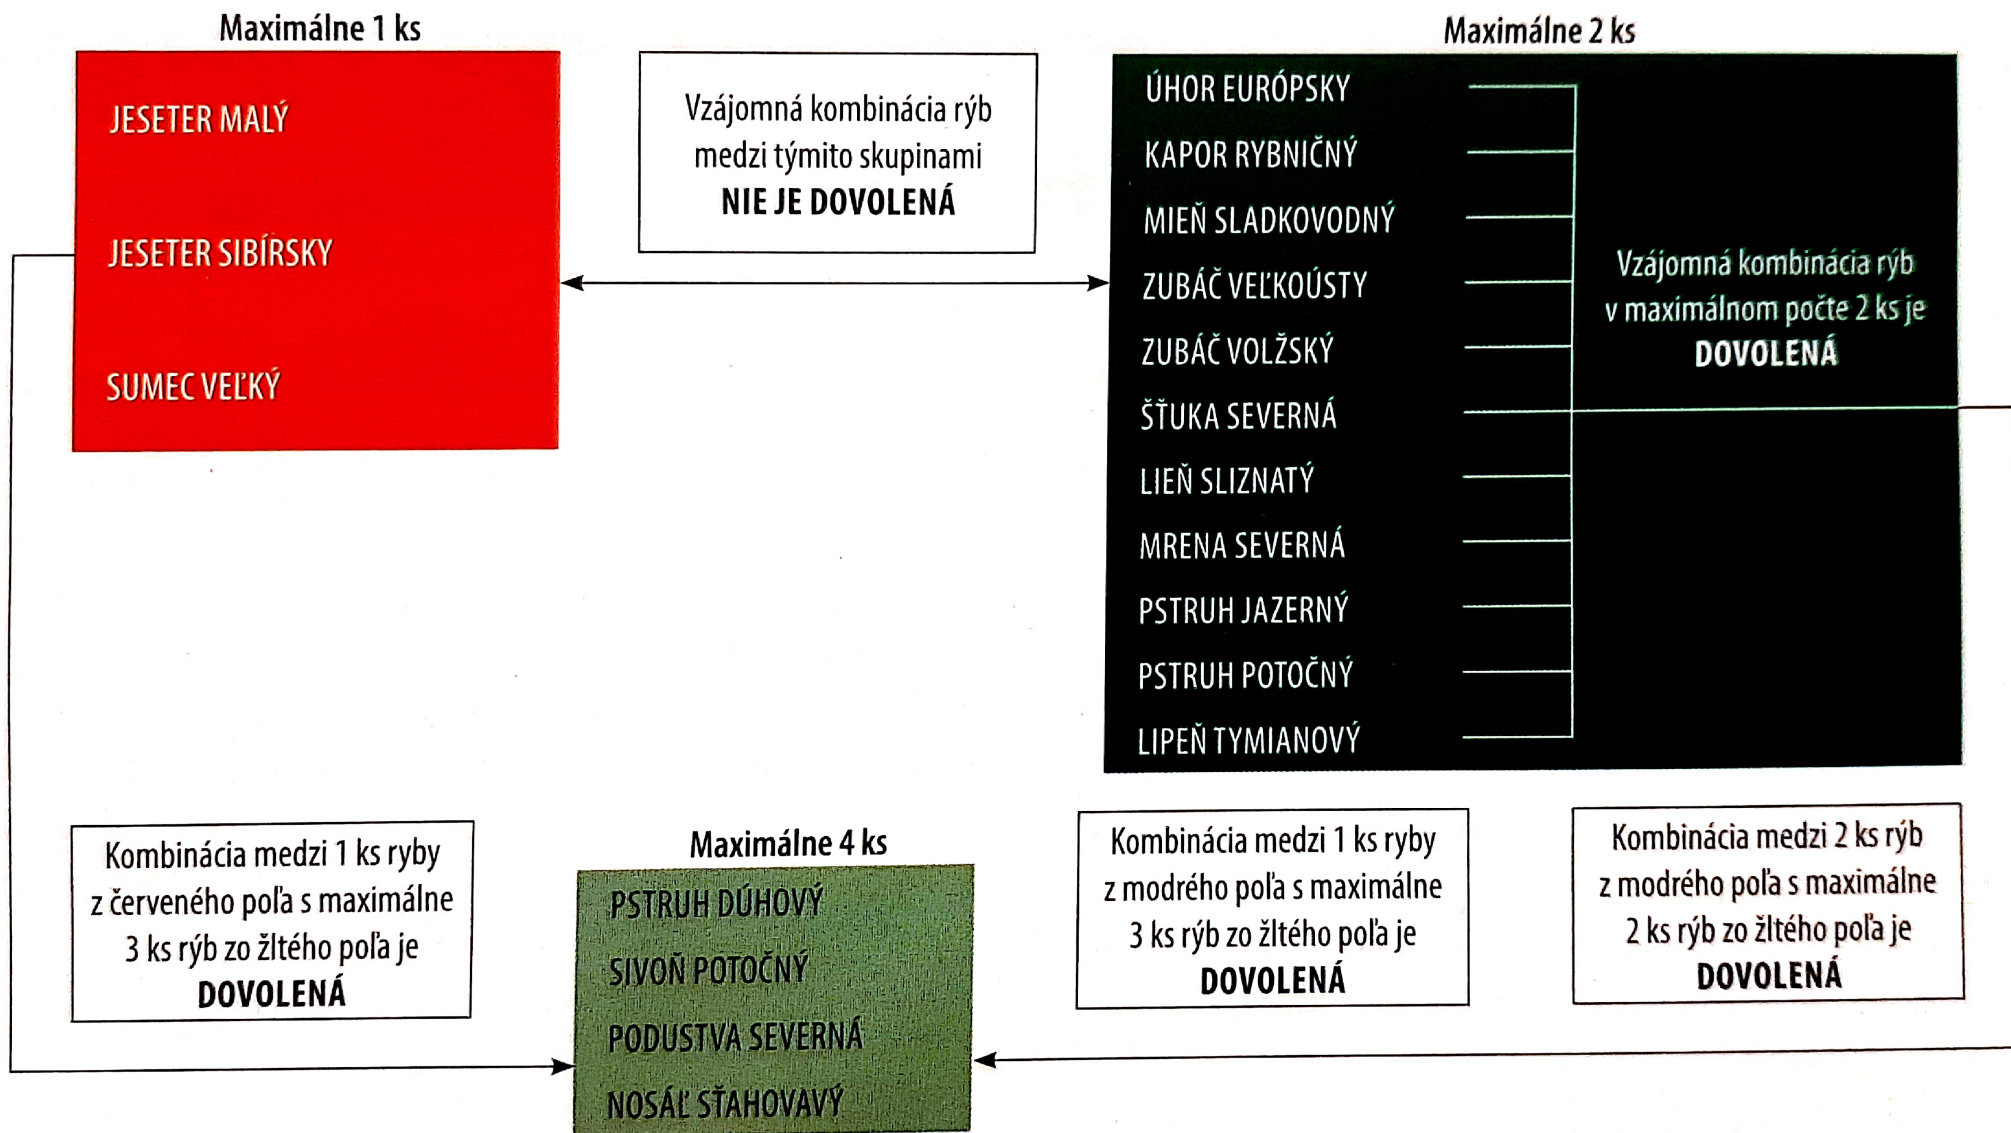 Maximálne 1 ks
JESETER MALÝ
JESETER SIBÍRSKY
SUMEC VEĽKÝ
Vzájomná kombinácia rýb
medzi týmito skupinami
NIE JE DOVOLENÁ
Maximálne 2 ks
ÚHOR EURÓPSKY
KAPOR RYBNIČNÝ
MIEŇ SLADKOVODNÝ
ZUBÁČ VEĽKOÚSTY
ZUBÁČ VOLŽSKÝ
ŠŤUKA SEVERNÁ
LIEŇ SLIZNATÝ
MRENA SEVERNÁ
PSTRUH JAZERNÝ
PSTRUH POTOČNÝ
LIPEŇ TYMIANOVÝ
Vzájomná kombinácia rýb
v maximálnom počte 2 ks je
DOVOLENÁ
Kombinácia medzi 1 ks ryby
z červeného poľa s maximálne
3 ks rýb zo žltého poľa je
DOVOLENÁ
Maximálne 4 ks
PSTRUH DÚHOVÝ
SIVOŇ POTOČNÝ
PODUSTVA SEVERNÁ
NOSÁĽ SŤAHOVAVÝ
Kombinácia medzi 1 ks ryby
z modrého poľa s maximálne
3 ks rýb zo žltého poľa je
DOVOLENÁ
Kombinácia medzi 2 ks rýb
z modrého poľa s maximálne
2 ks rýb zo žltého poľa je
DOVOLENÁ